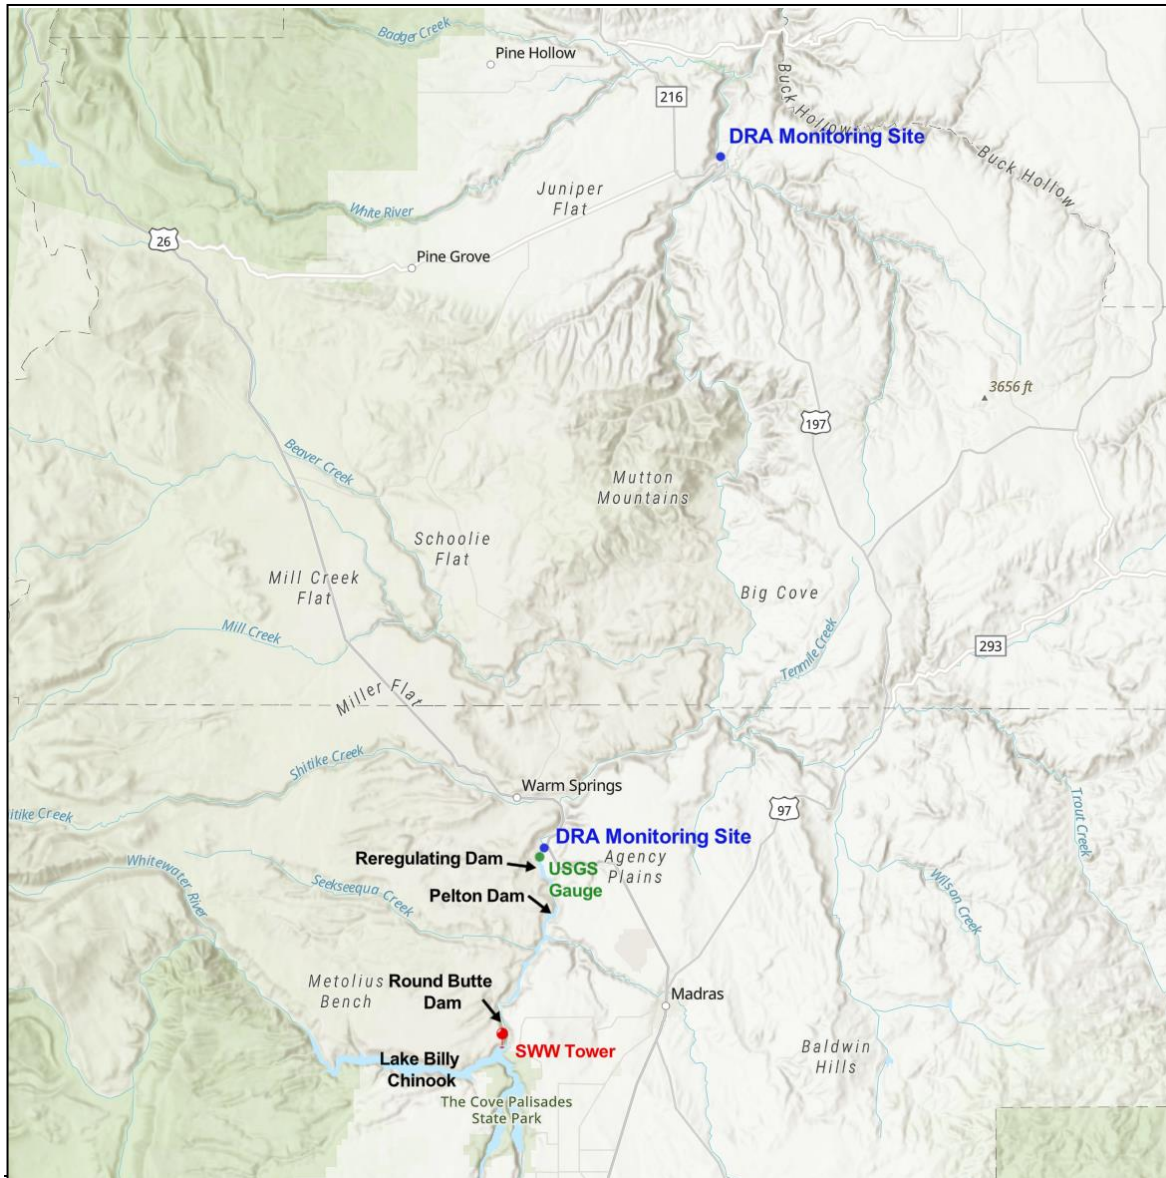 Badger Creek
Pine Hollow
216
Buck Hollow
DRA Monitoring Site
Buck Hollow
Juniper
Flat
White River
26
Pine Grove
3656 ft
197
Beaver Creek
Mutton
Mountains
Schoolie
Flat
Mill Creek
Flat
Big Cove
Mill Creek
Tenmile Creek
293
Miller Flat
Shitike Creek
Warm Springs
itike Creek
97
Trout Creek
DRA Monitoring Site
Reregulating Dam
USGS
Gauge
Agency
Plains
Whitewater River
Seekseequa Creek
Pelton Dam
Wilson Creek
Metolius
Bench
Round Butte
Dam
Madras
SWW Tower
Lake Billy
Chinook
Baldwin
Hills
The Cove Palisades
State Park